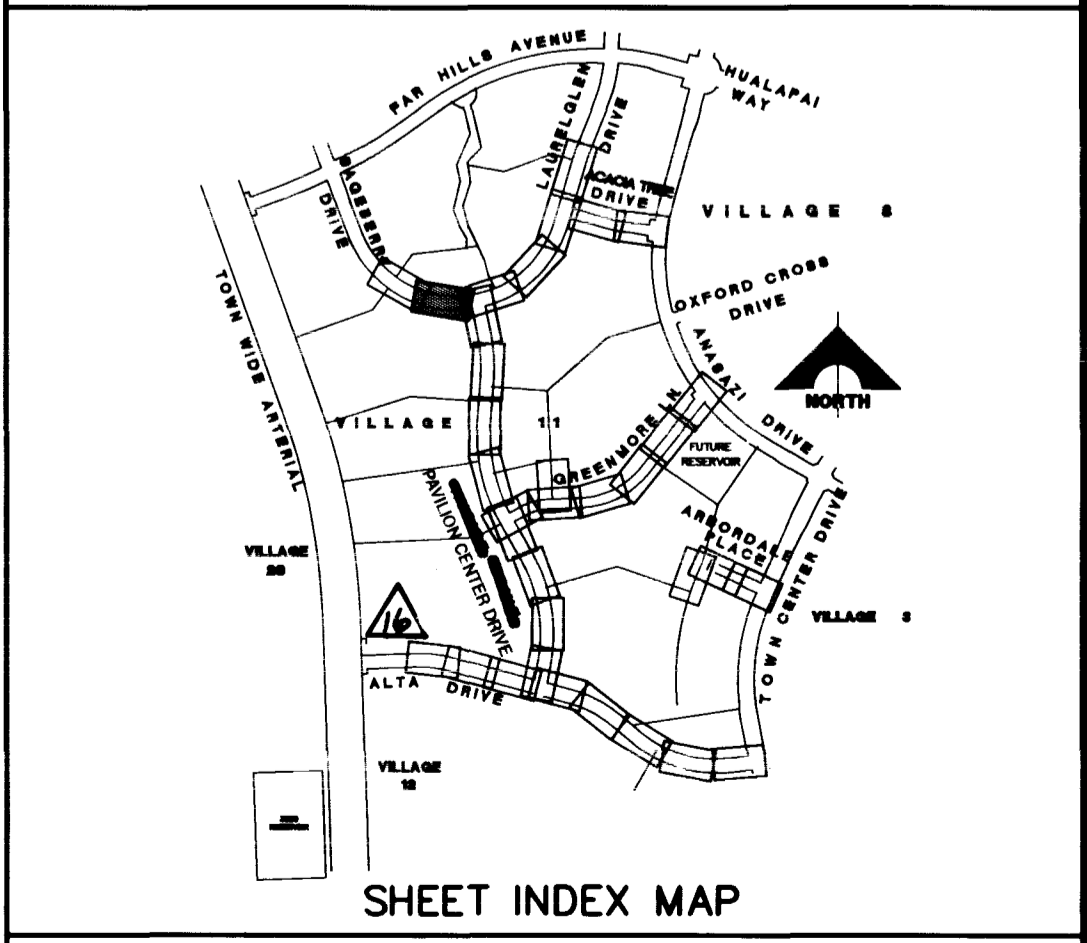 FAR HILLS AVENUE
HUALAPAI
WAY
LAURELGLEN
DRIVE
SAGEBERRY
DRIVE
ACACIA TREE
DRIVE
VILLAGE 8
OXFORD CROSS
DRIVE
ANASAZI DRIVE
NORTH
TOWN WIDE ARTERIAL
VILLAGE 11
GREENMORE LN.
FUTURE
RESERVOIR
PAVILION CENTER DRIVE
ARBORDALE
PLACE
TOWN CENTER DRIVE
VILLAGE
16
VILLAGE 3
ALTA DRIVE
VILLAGE
12
RESERVOIR
SHEET INDEX MAP